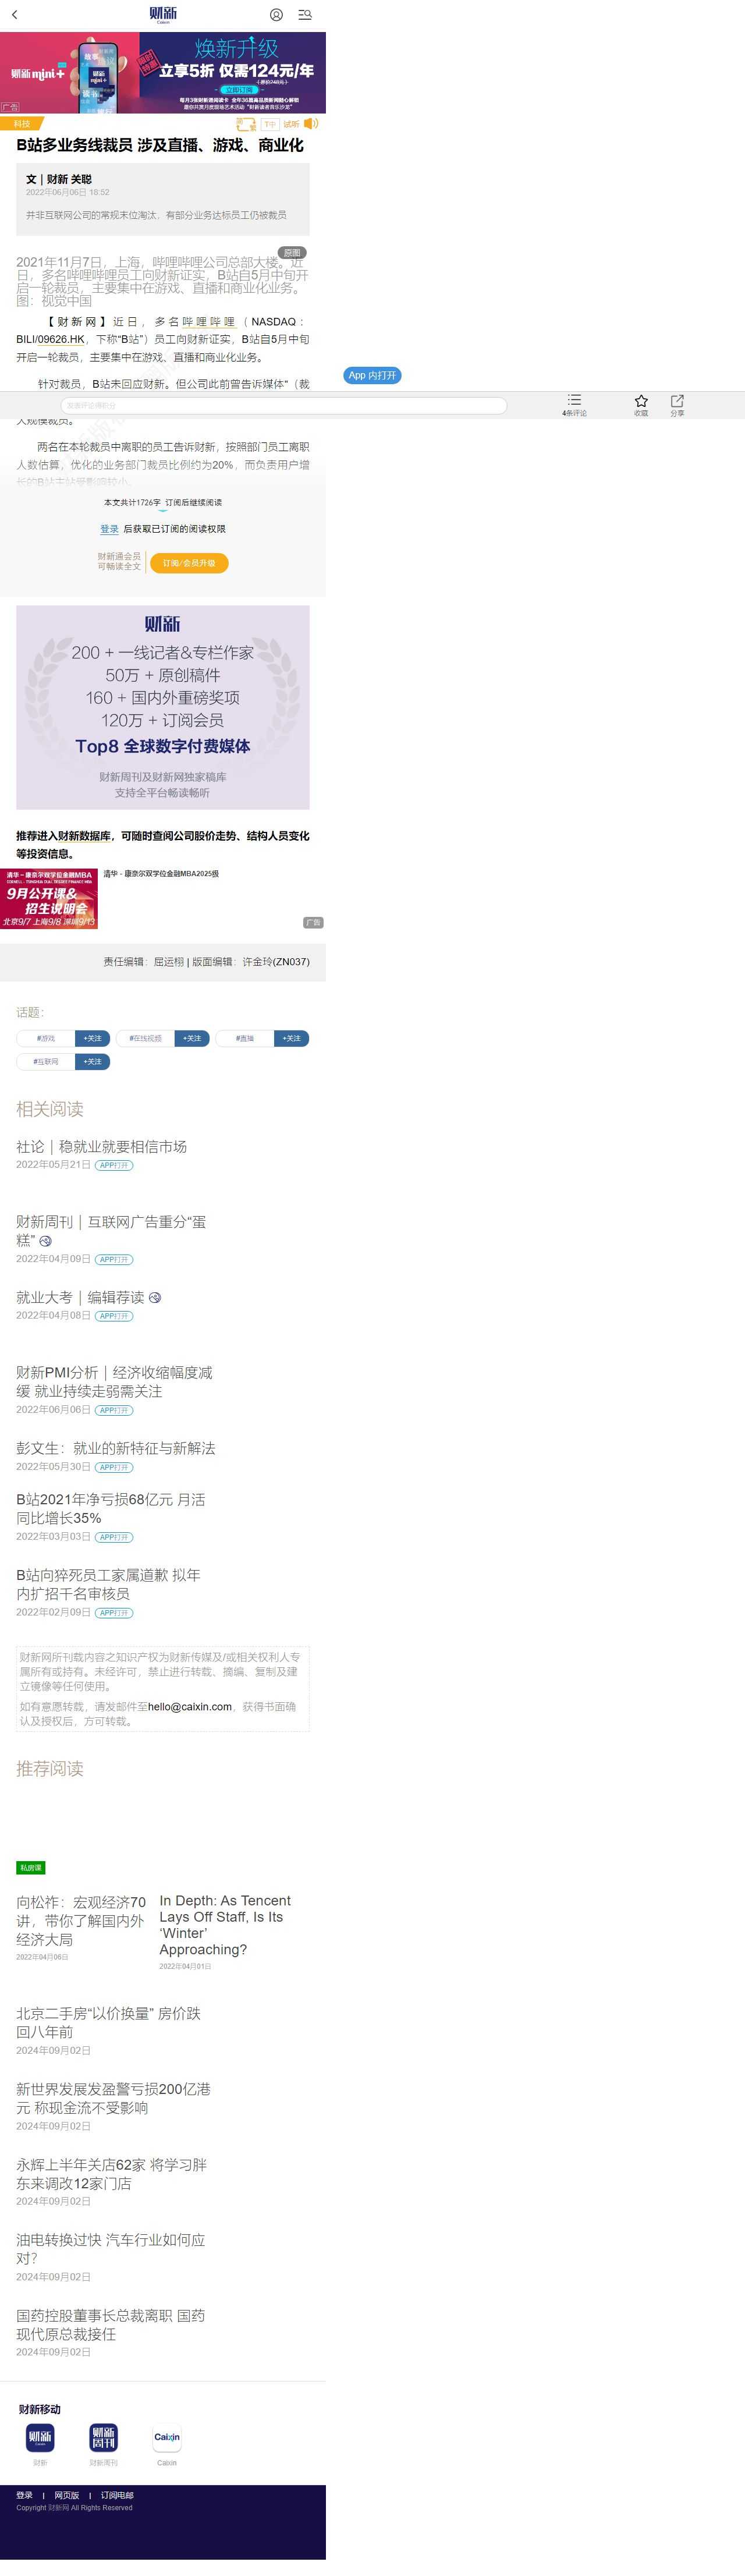 财新
Caixin
财新 mini+
限时特惠
焕新升级
立享5折 仅需124元/年
(原价248元)
立即订阅
每月3张财新通阅读卡 全年36篇高品质新闻随心解听
广告
科技
T中
试听
B站多业务线裁员 涉及直播、游戏、商业化
文｜财新 关聪
2022年06月06日 18:52
并非互联网公司的常规末位淘汰，有部分业务达标员工仍被裁员
原图
2021年11月7日，上海，哔哩哔哩公司总部大楼。近
日，多名哔哩哔哩员工向财新证实，B站自5月中旬开
启一轮裁员，主要集中在游戏、直播和商业化业务。
图：视觉中国
【财新网】近日，多名哔哩哔哩（NASDAQ：
BILI/09626.HK，下称“B站”）员工向财新证实，B站自5月中旬
开启一轮裁员，主要集中在游戏、直播和商业化业务。
App 内打开
针对裁员，B站未回应财新。但公司此前曾告诉媒体“（裁
发表评论得积分
4条评论
收藏
分享
大规模裁员。
两名在本轮裁员中离职的员工告诉财新，按照部门员工离职
人数估算，优化的业务部门裁员比例约为20%，而负责用户增
长的B站主站受影响较小。
本文共计1726字 订阅后继续阅读
登录 后获取已订阅的阅读权限
财新通会员
可畅读全文
订阅/会员升级
财新
200 + 一线记者&专栏作家
50万 + 原创稿件
160 + 国内外重磅奖项
120万 + 订阅会员
Top8 全球数字付费媒体
财新周刊及财新网独家稿库
支持全平台畅读畅听
推荐进入财新数据库，可随时查阅公司股价走势、结构人员变化
等投资信息。
清华－康奈尔双学位金融MBA
9月公开课&
招生说明会
北京9/7 上海9/8 深圳9/13
清华－康奈尔双学位金融MBA2025级
广告
责任编辑：屈运栩 | 版面编辑：许金玲(ZN037)
话题：
#游戏 +关注
#在线视频 +关注
#直播 +关注
#互联网 +关注
相关阅读
社论｜稳就业就要相信市场
2022年05月21日 APP打开
财新周刊｜互联网广告重分“蛋
糕”
2022年04月09日 APP打开
就业大考｜编辑荐读
2022年04月08日 APP打开
财新PMI分析｜经济收缩幅度减
缓 就业持续走弱需关注
2022年06月06日 APP打开
彭文生：就业的新特征与新解法
2022年05月30日 APP打开
B站2021年净亏损68亿元 月活
同比增长35%
2022年03月03日 APP打开
B站向猝死员工家属道歉 拟年
内扩招千名审核员
2022年02月09日 APP打开
财新网所刊载内容之知识产权为财新传媒及/或相关权利人专
属所有或持有。未经许可，禁止进行转载、摘编、复制及建
立镜像等任何使用。
如有意愿转载，请发邮件至hello@caixin.com，获得书面确
认及授权后，方可转载。
推荐阅读
私房课
向松祚：宏观经济70
讲，带你了解国内外
经济大局
2022年04月06日
In Depth: As Tencent
Lays Off Staff, Is Its
‘Winter’
Approaching?
2022年04月01日
北京二手房“以价换量” 房价跌
回八年前
2024年09月02日
新世界发展发盈警亏损200亿港
元 称现金流不受影响
2024年09月02日
永辉上半年关店62家 将学习胖
东来调改12家门店
2024年09月02日
油电转换过快 汽车行业如何应
对？
2024年09月02日
国药控股董事长总裁离职 国药
现代原总裁接任
2024年09月02日
财新移动
财新
财新周刊
Caixin
财新
财新周刊
Caixin
登录 | 网页版 | 订阅电邮
Copyright 财新网 All Rights Reserved